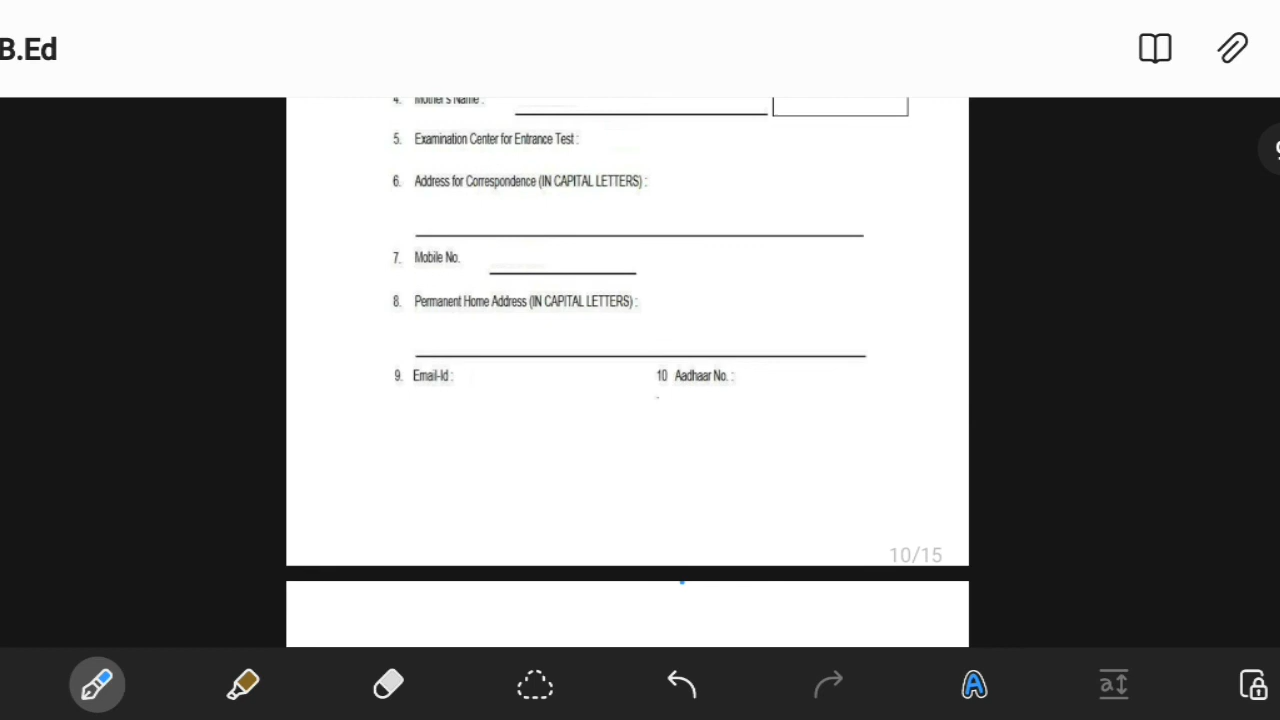 B.Ed
4. Mother's Name :
5. Examination Center for Entrance Test :
6. Address for Correspondence (IN CAPITAL LETTERS) :
7. Mobile No.
8. Permanent Home Address (IN CAPITAL LETTERS) :
9. Email-Id : 10 Aadhaar No. :
.
10/15
A
a